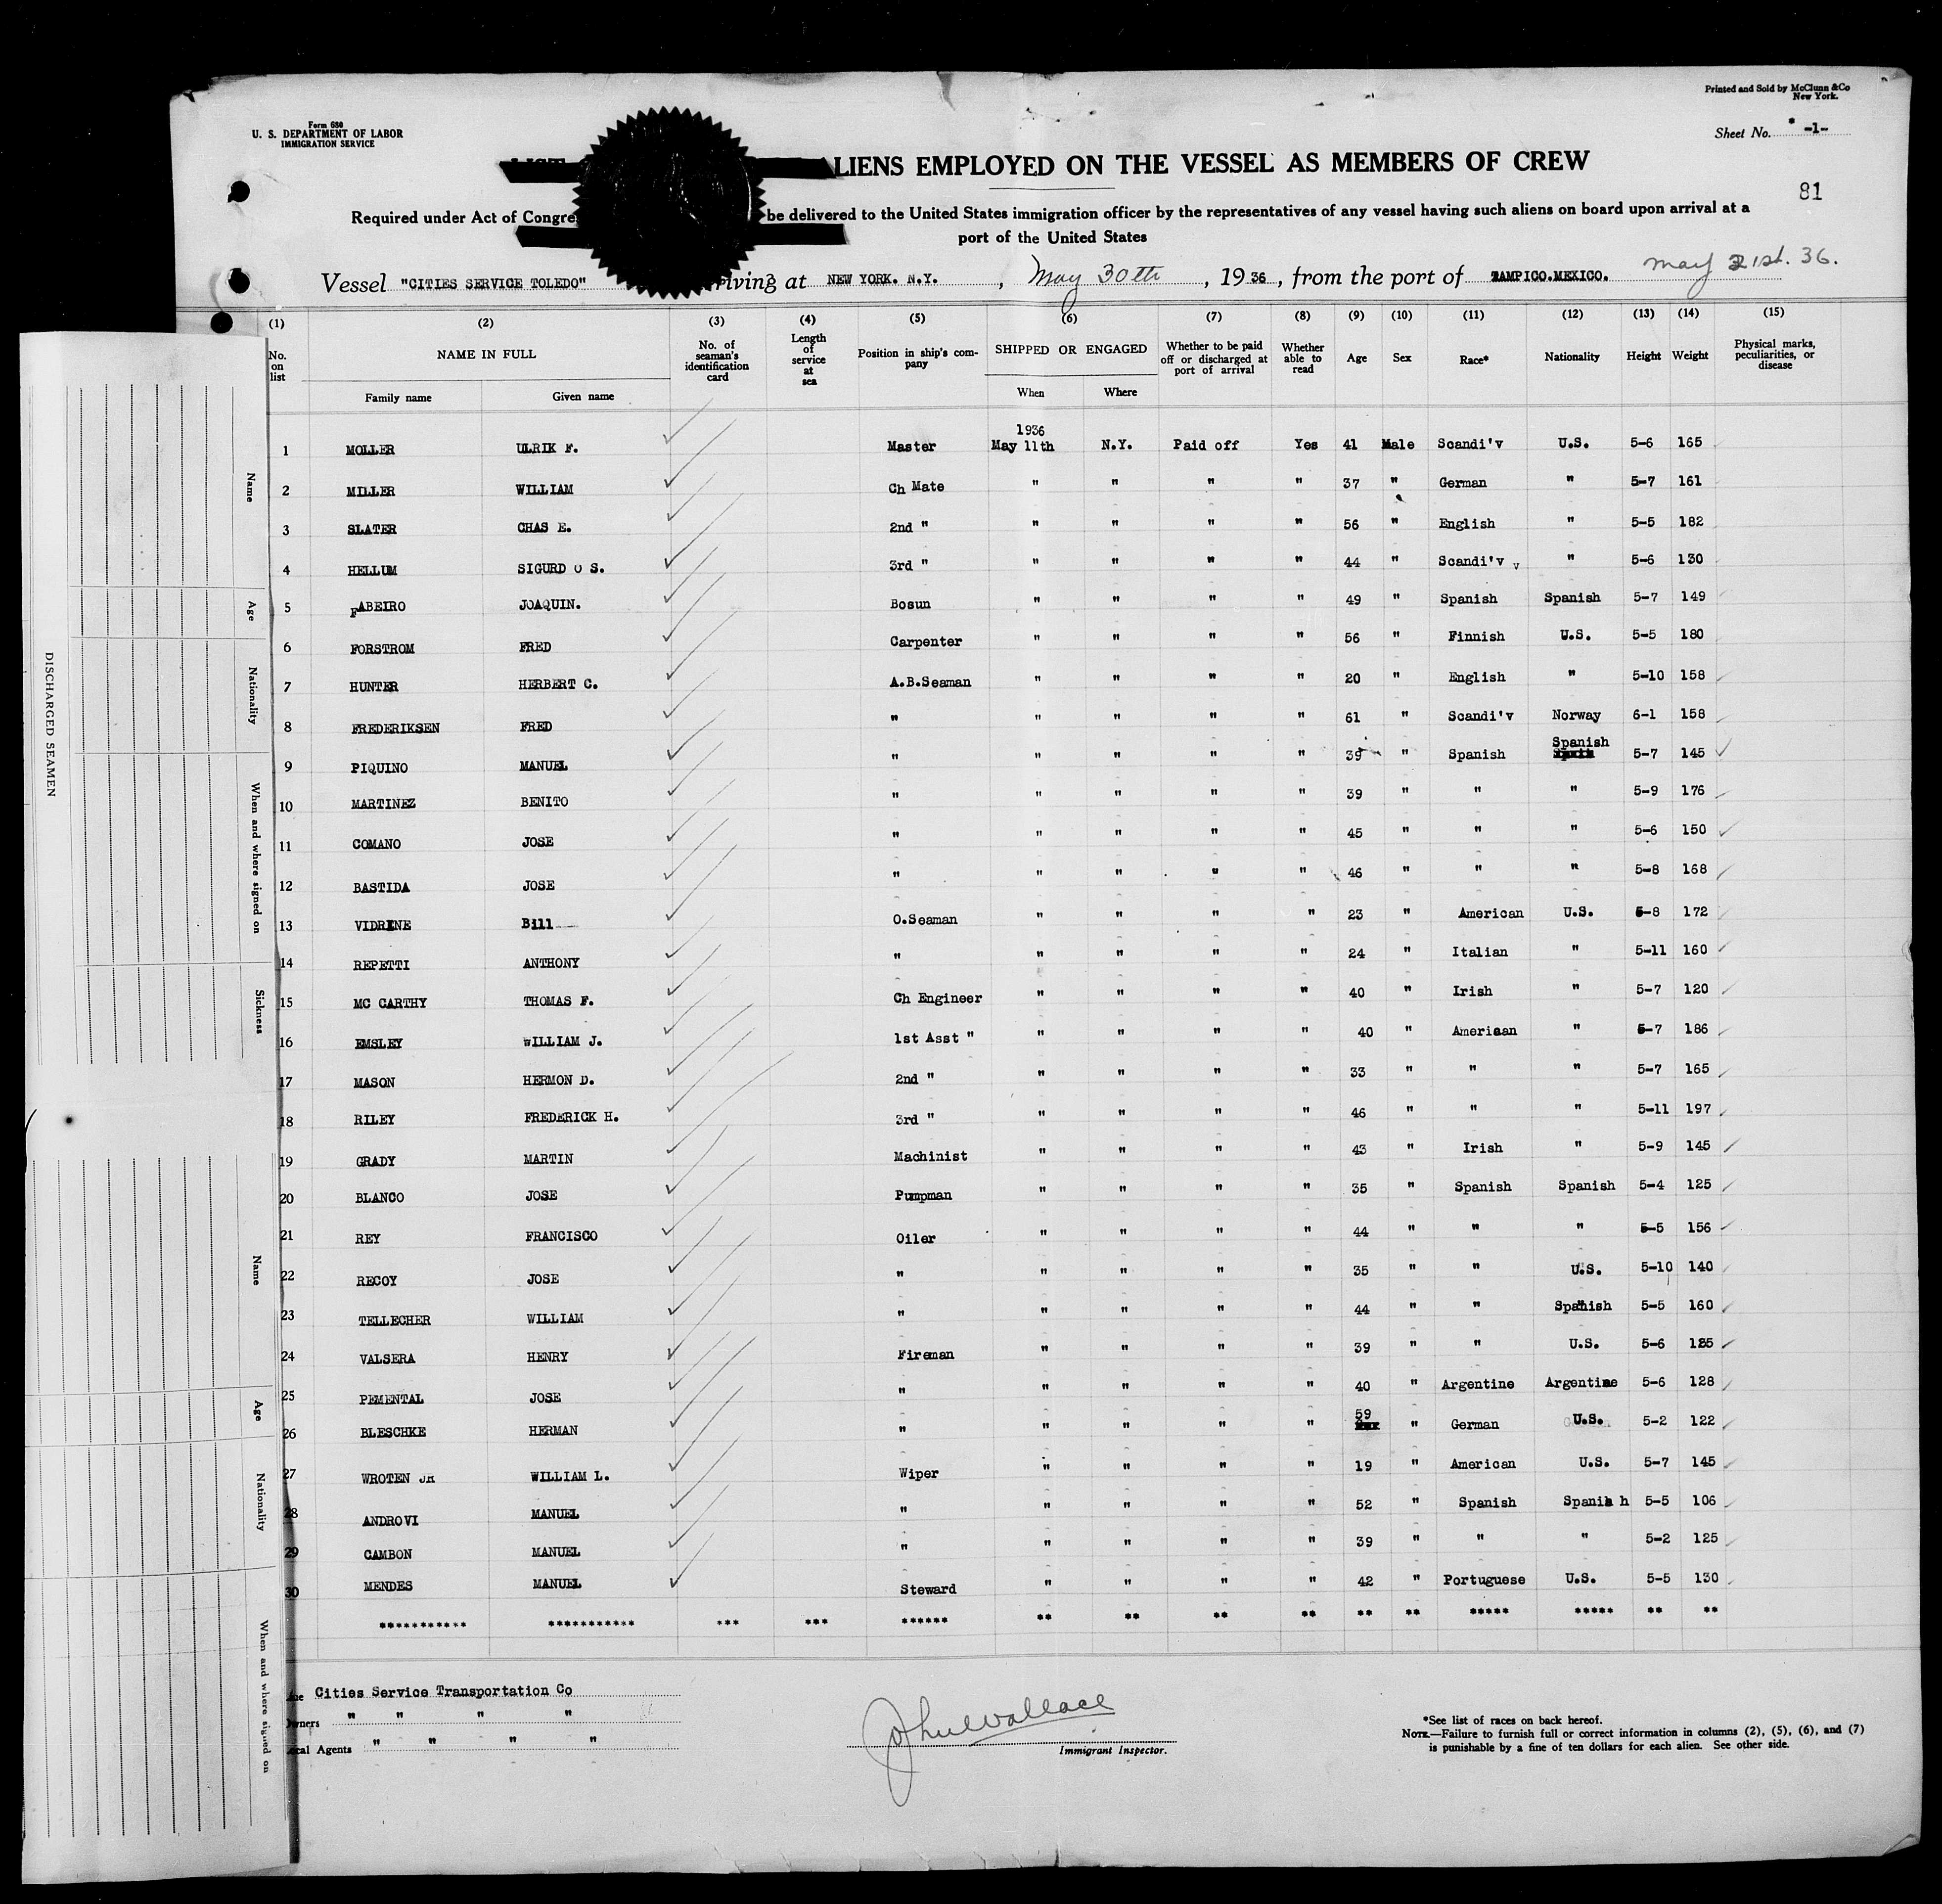 Printed and Sold by McClunn & Co
New York.
Form 680
U. S. DEPARTMENT OF LABOR
IMMIGRATION SERVICE
Sheet No. -1-
LIENS EMPLOYED ON THE VESSEL AS MEMBERS OF CREW
81
Required under Act of Congre be delivered to the United States immigration officer by the representatives of any vessel having such aliens on board upon arrival at a
port of the United States
Vessel "CITIES SERVICE TOLEDO" riving at NEW YORK. N.Y. , May 30th , 19 36 , from the port of TAMPICO.MEXICO. May 21st. 36.
(1) (2) (3) (4) (5) (6) (7) (8) (9) (10) (11) (12) (13) (14) (15)
No. on list NAME IN FULL No. of seaman's identification card Length of service at sea Position in ship's company SHIPPED OR ENGAGED Whether to be paid off or discharged at port of arrival Whether able to read Age Sex Race* Nationality Height Weight Physical marks, peculiarities, or disease
Family name Given name When Where
1936
1 MOLLER ULRIK F. Master May 11th N.Y. Paid off Yes 41 Male Scandi'v U.S. 5-6 165
2 MILLER WILLIAM Ch Mate " " " " 37 " German " 5-7 161
3 SLATER CHAS E. 2nd " " " " " 56 " English " 5-5 182
4 HELLUM SIGURD O S. 3rd " " " " " 44 " Scandi'v " 5-6 130
5 FABEIRO JOAQUIN. Bosun " " " " 49 " Spanish Spanish 5-7 149
6 FORSTROM FRED Carpenter " " " " 56 " Finnish U.S. 5-5 180
7 HUNTER HERBERT C. A.B.Seaman " " " " 20 " English " 5-10 158
8 FREDERIKSEN FRED " " " " " 61 " Scandi'v Norway 6-1 158
9 PIQUINO MANUEL " " " " " 39 " Spanish Spanish 5-7 145
10 MARTINEZ BENITO " " " " " 39 " " " 5-9 176
11 COMANO JOSE " " " " " 45 " " " 5-6 150
12 BASTIDA JOSE " " " " " 46 " " " 5-8 168
13 VIDRINE Bill O.Seaman " " " " 23 " American U.S. 5-8 172
14 REPETTI ANTHONY " " " " " 24 " Italian " 5-11 160
15 MC CARTHY THOMAS F. Ch Engineer " " " " 40 " Irish " 5-7 120
16 EMSLEY WILLIAM J. 1st Asst " " " " " 40 " American " 5-7 186
17 MASON HERMON D. 2nd " " " " " 33 " " " 5-7 165
18 RILEY FREDERICK H. 3rd " " " " " 46 " " " 5-11 197
19 GRADY MARTIN Machinist " " " " 43 " Irish " 5-9 145
20 BLANCO JOSE Pumpman " " " " 35 " Spanish Spanish 5-4 125
21 REY FRANCISCO Oiler " " " " 44 " " " 5-5 156
22 RECOY JOSE " " " " " 35 " " U.S. 5-10 140
23 TELLECHER WILLIAM " " " " " 44 " " Spanish 5-5 160
24 VALSERA HENRY Fireman " " " " 39 " " U.S. 5-6 125
25 PEMENTAL JOSE " " " " " 40 " Argentine Argentine 5-6 128
26 BLESCHKE HERMAN " " " " " 59 " German U.S. 5-2 122
27 WROTEN JR WILLIAM L. Wiper " " " " 19 " American U.S. 5-7 145
28 ANDROVI MANUEL " " " " " 52 " Spanish Spanish 5-5 106
29 CAMBON MANUEL " " " " " 39 " " " 5-2 125
30 MENDES MANUEL Steward " " " " 42 " Portuguese U.S. 5-5 130
*********** *********** *** *** ****** ** ** ** ** ** ** ***** ***** ** **
ne Cities Service Transportation Co
wners " " " "
cal Agents " " " "
John Wallace
Immigrant Inspector.
*See list of races on back hereof.
NOTE.—Failure to furnish full or correct information in columns (2), (5), (6), and (7)
is punishable by a fine of ten dollars for each alien. See other side.
DISCHARGED SEAMEN
Name
Age
Nationality
When and where signed on
Sickness
Name
Age
Nationality
When and where signed on